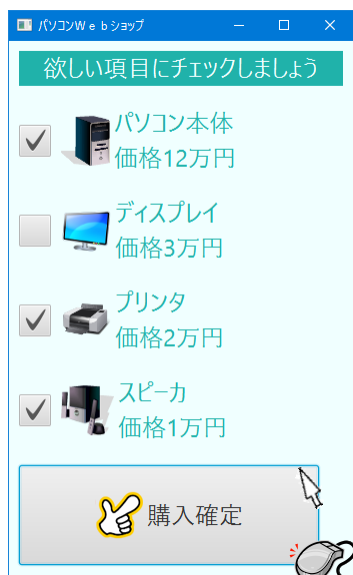 パソコンWebショップ
欲しい項目にチェックしましょう
パソコン本体
価格12万円
ディスプレイ
価格3万円
プリンタ
価格2万円
スピーカ
価格1万円
購入確定